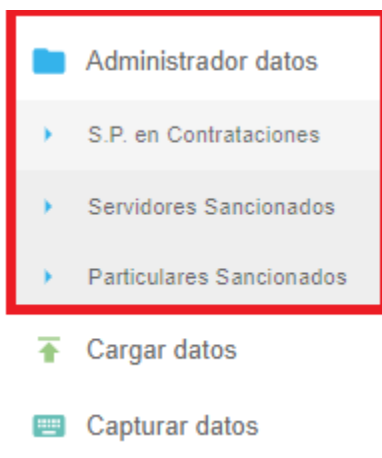 Administrador datos
S.P. en Contrataciones
Servidores Sancionados
Particulares Sancionados
Cargar datos
Capturar datos